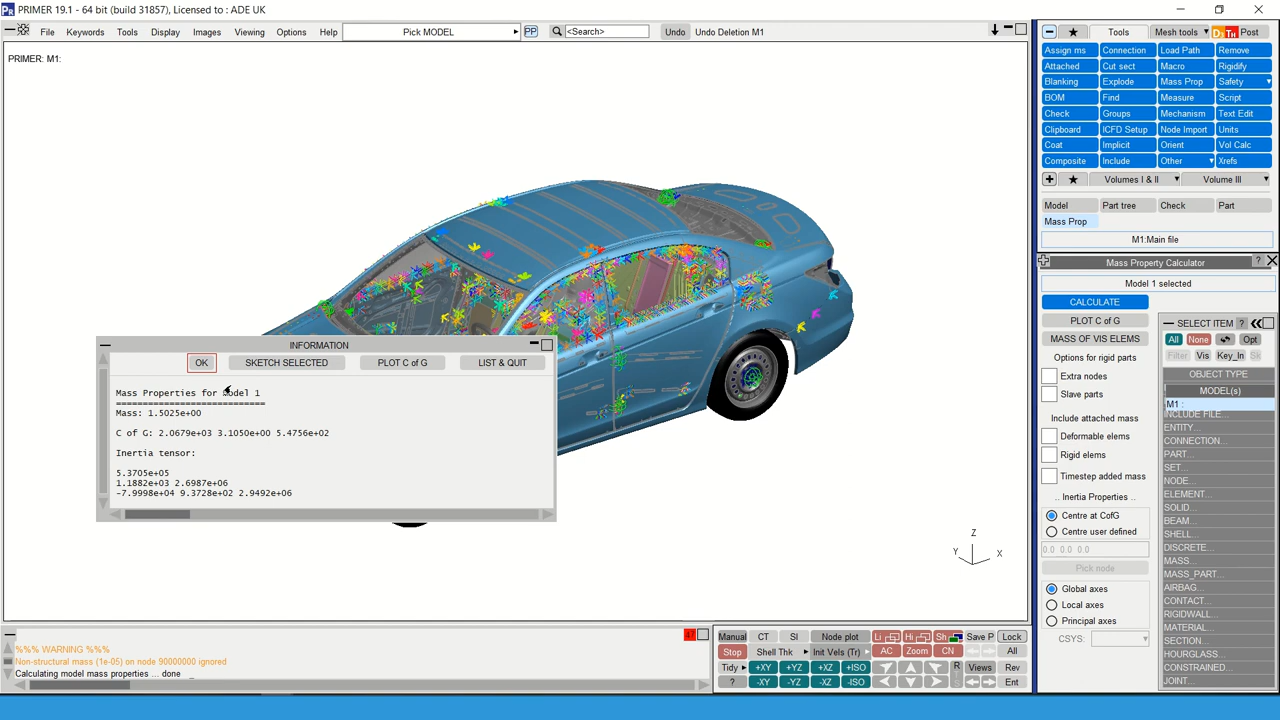 PRIMER 19.1 - 64 bit (build 31857), Licensed to : ADE UK
File Keywords Tools Display Images Viewing Options Help Pick MODEL PP <Search> Undo Undo Deletion M1
Tools Mesh tools D3 TH Post
PRIMER: M1:
Assign ms Connection Load Path Remove
Attached Cut sect Macro Rigidify
Blanking Explode Mass Prop Safety
BOM Find Measure Script
Check Groups Mechanism Text Edit
Clipboard ICFD Setup Node Import Units
Coat Implicit Orient Vol Calc
Composite Include Other Xrefs
Volumes I & II Volume III
Model Part tree Check Part
Mass Prop
M1:Main file
Mass Property Calculator ?
Model 1 selected
CALCULATE
PLOT C of G
MASS OF VIS ELEMS
Options for rigid parts
Extra nodes
Slave parts
Include attached mass
Deformable elems
Rigid elems
Timestep added mass
.. Inertia Properties ..
Centre at CofG
Centre user defined
0.0 0.0 0.0
Pick node
Global axes
Local axes
Principal axes
CSYS:
SELECT ITEM ?
All None Opt
Filter Vis Key_In Sk
OBJECT TYPE
MODEL(s)
M1 :
INCLUDE FILE...
ENTITY...
CONNECTION...
PART...
SET...
NODE...
ELEMENT...
SOLID...
BEAM...
SHELL...
DISCRETE...
MASS...
MASS_PART...
AIRBAG...
CONTACT...
RIGIDWALL...
MATERIAL...
SECTION...
HOURGLASS...
CONSTRAINED...
JOINT...
INFORMATION
OK SKETCH SELECTED PLOT C of G LIST & QUIT
Mass Properties for Model 1
============================
Mass: 1.5025e+00
C of G: 2.0679e+03 3.1050e+00 5.4756e+02
Inertia tensor:
5.3705e+05
1.1882e+03 2.6987e+06
-7.9998e+04 9.3728e+02 2.9492e+06
Z
Y X
%%% WARNING %%%
Non-structural mass (1e-05) on node 90000000 ignored
Calculating model mass properties ... done
Manual CT SI Node plot Li Hi Sh Save P Lock
Stop Shell Thk Init Vels (Tr) AC Zoom CN All
Tidy +XY +YZ +XZ +ISO R Views Rev
? -XY -YZ -XZ -ISO Ent